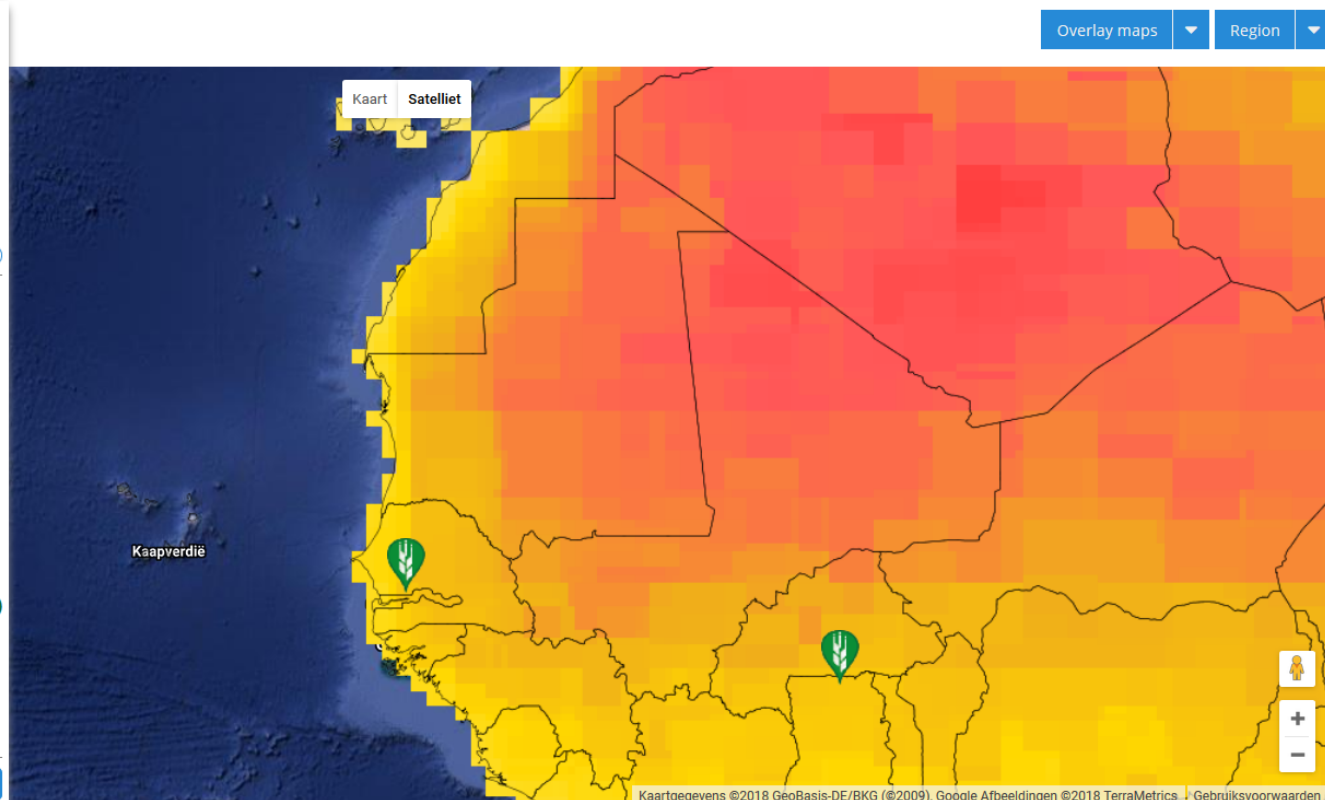 Overlay maps
Region
Kaart
Satelliet
Kaapverdië
Kaartgegevens ©2018 GeoBasis-DE/BKG (©2009), Google Afbeeldingen ©2018 TerraMetrics
Gebruiksvoorwaarden